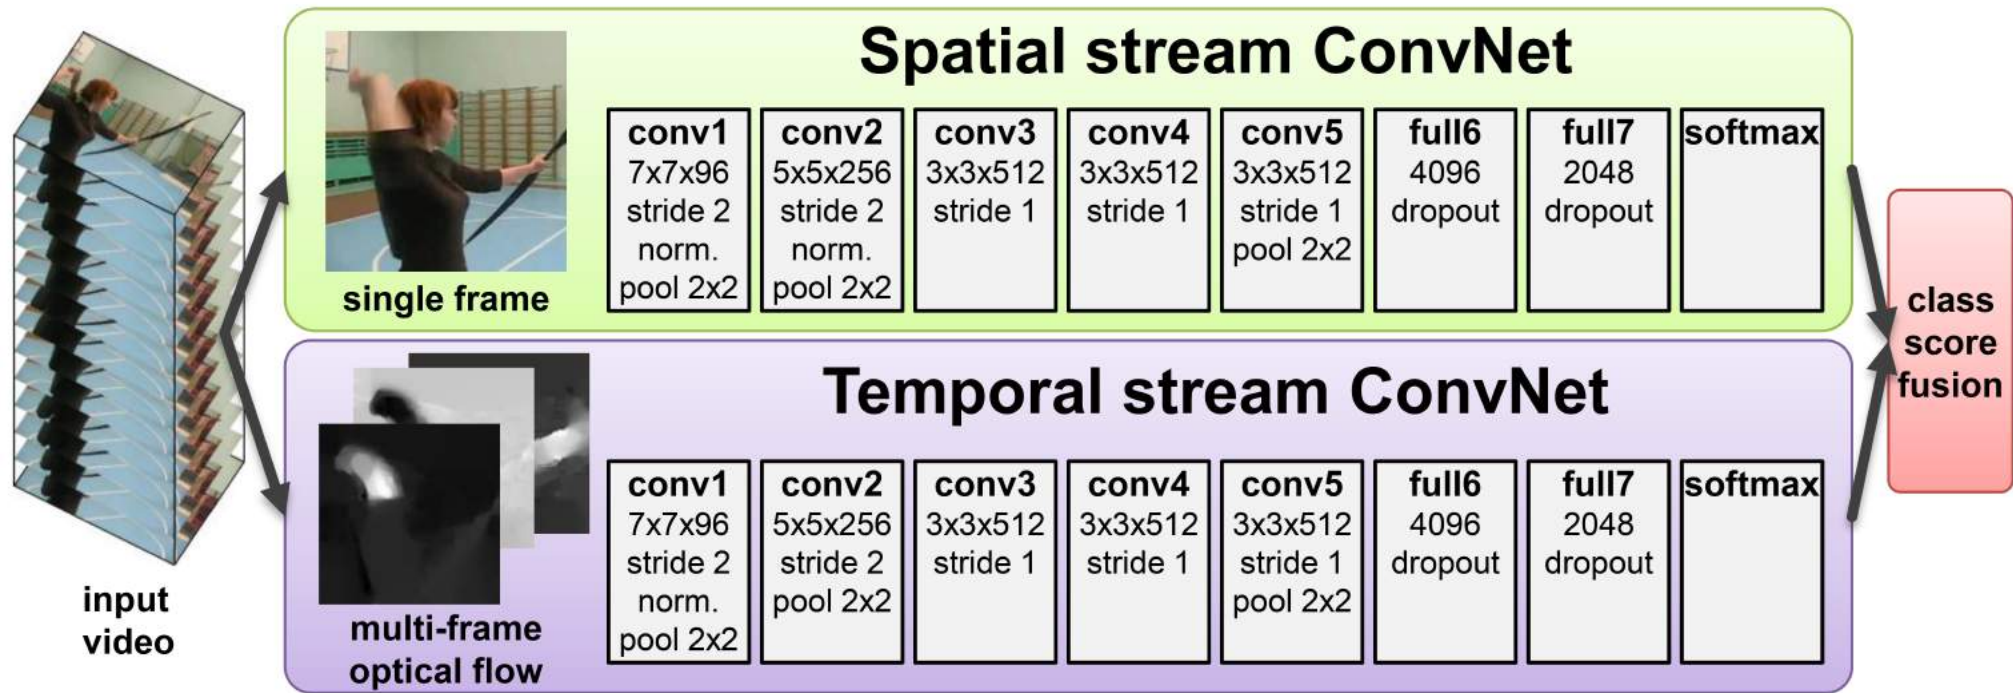 Spatial stream ConvNet
single frame
conv1
7x7x96
stride 2
norm.
pool 2x2
conv2
5x5x256
stride 2
norm.
pool 2x2
conv3
3x3x512
stride 1
conv4
3x3x512
stride 1
conv5
3x3x512
stride 1
pool 2x2
full6
4096
dropout
full7
2048
dropout
softmax
input
video
Temporal stream ConvNet
multi-frame
optical flow
conv1
7x7x96
stride 2
norm.
pool 2x2
conv2
5x5x256
stride 2
pool 2x2
conv3
3x3x512
stride 1
conv4
3x3x512
stride 1
conv5
3x3x512
stride 1
pool 2x2
full6
4096
dropout
full7
2048
dropout
softmax
class
score
fusion